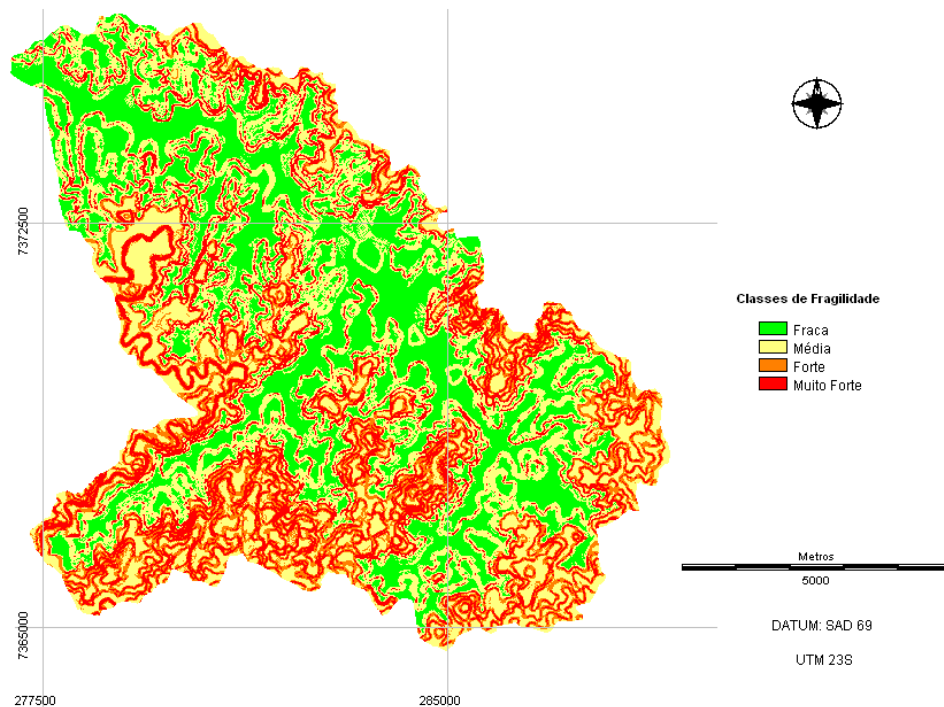 7372500
Classes de Fragilidade
Fraca
Média
Forte
Muito Forte
Metros
5000
7365000
DATUM: SAD 69
UTM 23S
277500
285000